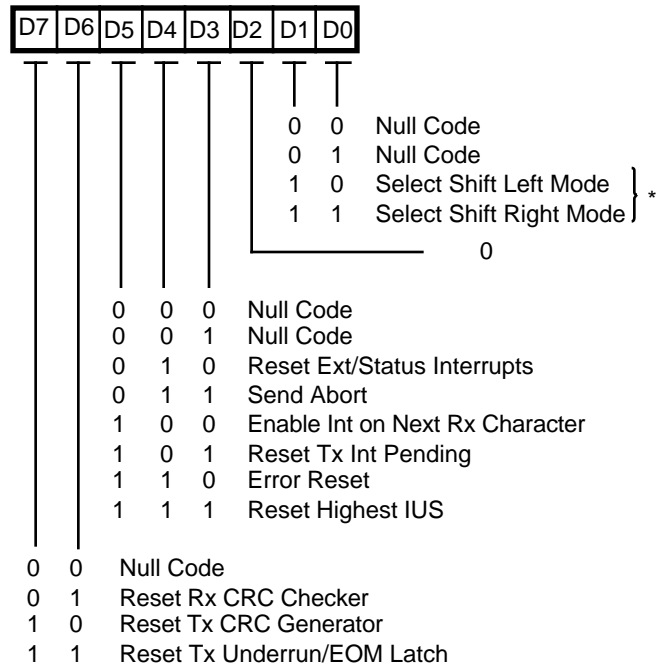 D7 D6 D5 D4 D3 D2 D1 D0
0 0 Null Code
0 1 Null Code
1 0 Select Shift Left Mode
1 1 Select Shift Right Mode
*
0
0 0 0 Null Code
0 0 1 Null Code
0 1 0 Reset Ext/Status Interrupts
0 1 1 Send Abort
1 0 0 Enable Int on Next Rx Character
1 0 1 Reset Tx Int Pending
1 1 0 Error Reset
1 1 1 Reset Highest IUS
0 0 Null Code
0 1 Reset Rx CRC Checker
1 0 Reset Tx CRC Generator
1 1 Reset Tx Underrun/EOM Latch